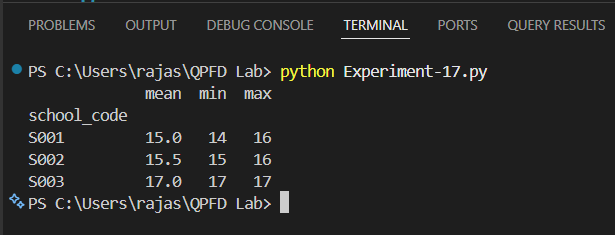 PROBLEMS OUTPUT DEBUG CONSOLE TERMINAL PORTS QUERY RESULTS
PS C:\Users\rajas\QPFD Lab> python Experiment-17.py
mean min max
school_code
S001 15.0 14 16
S002 15.5 15 16
S003 17.0 17 17
PS C:\Users\rajas\QPFD Lab>